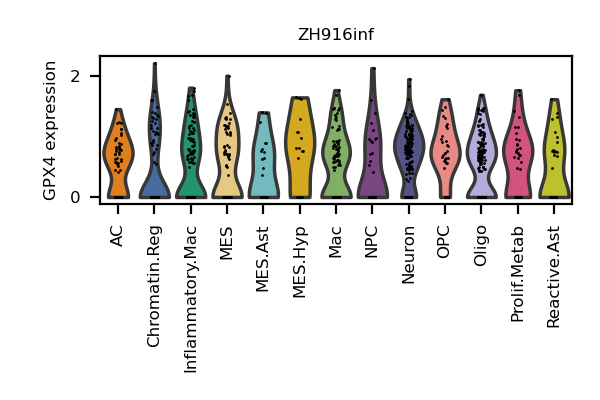 ZH916inf
GPX4 expression
2
0
AC
Chromatin.Reg
Inflammatory.Mac
MES
MES.Ast
MES.Hyp
Mac
NPC
Neuron
OPC
Oligo
Prolif.Metab
Reactive.Ast